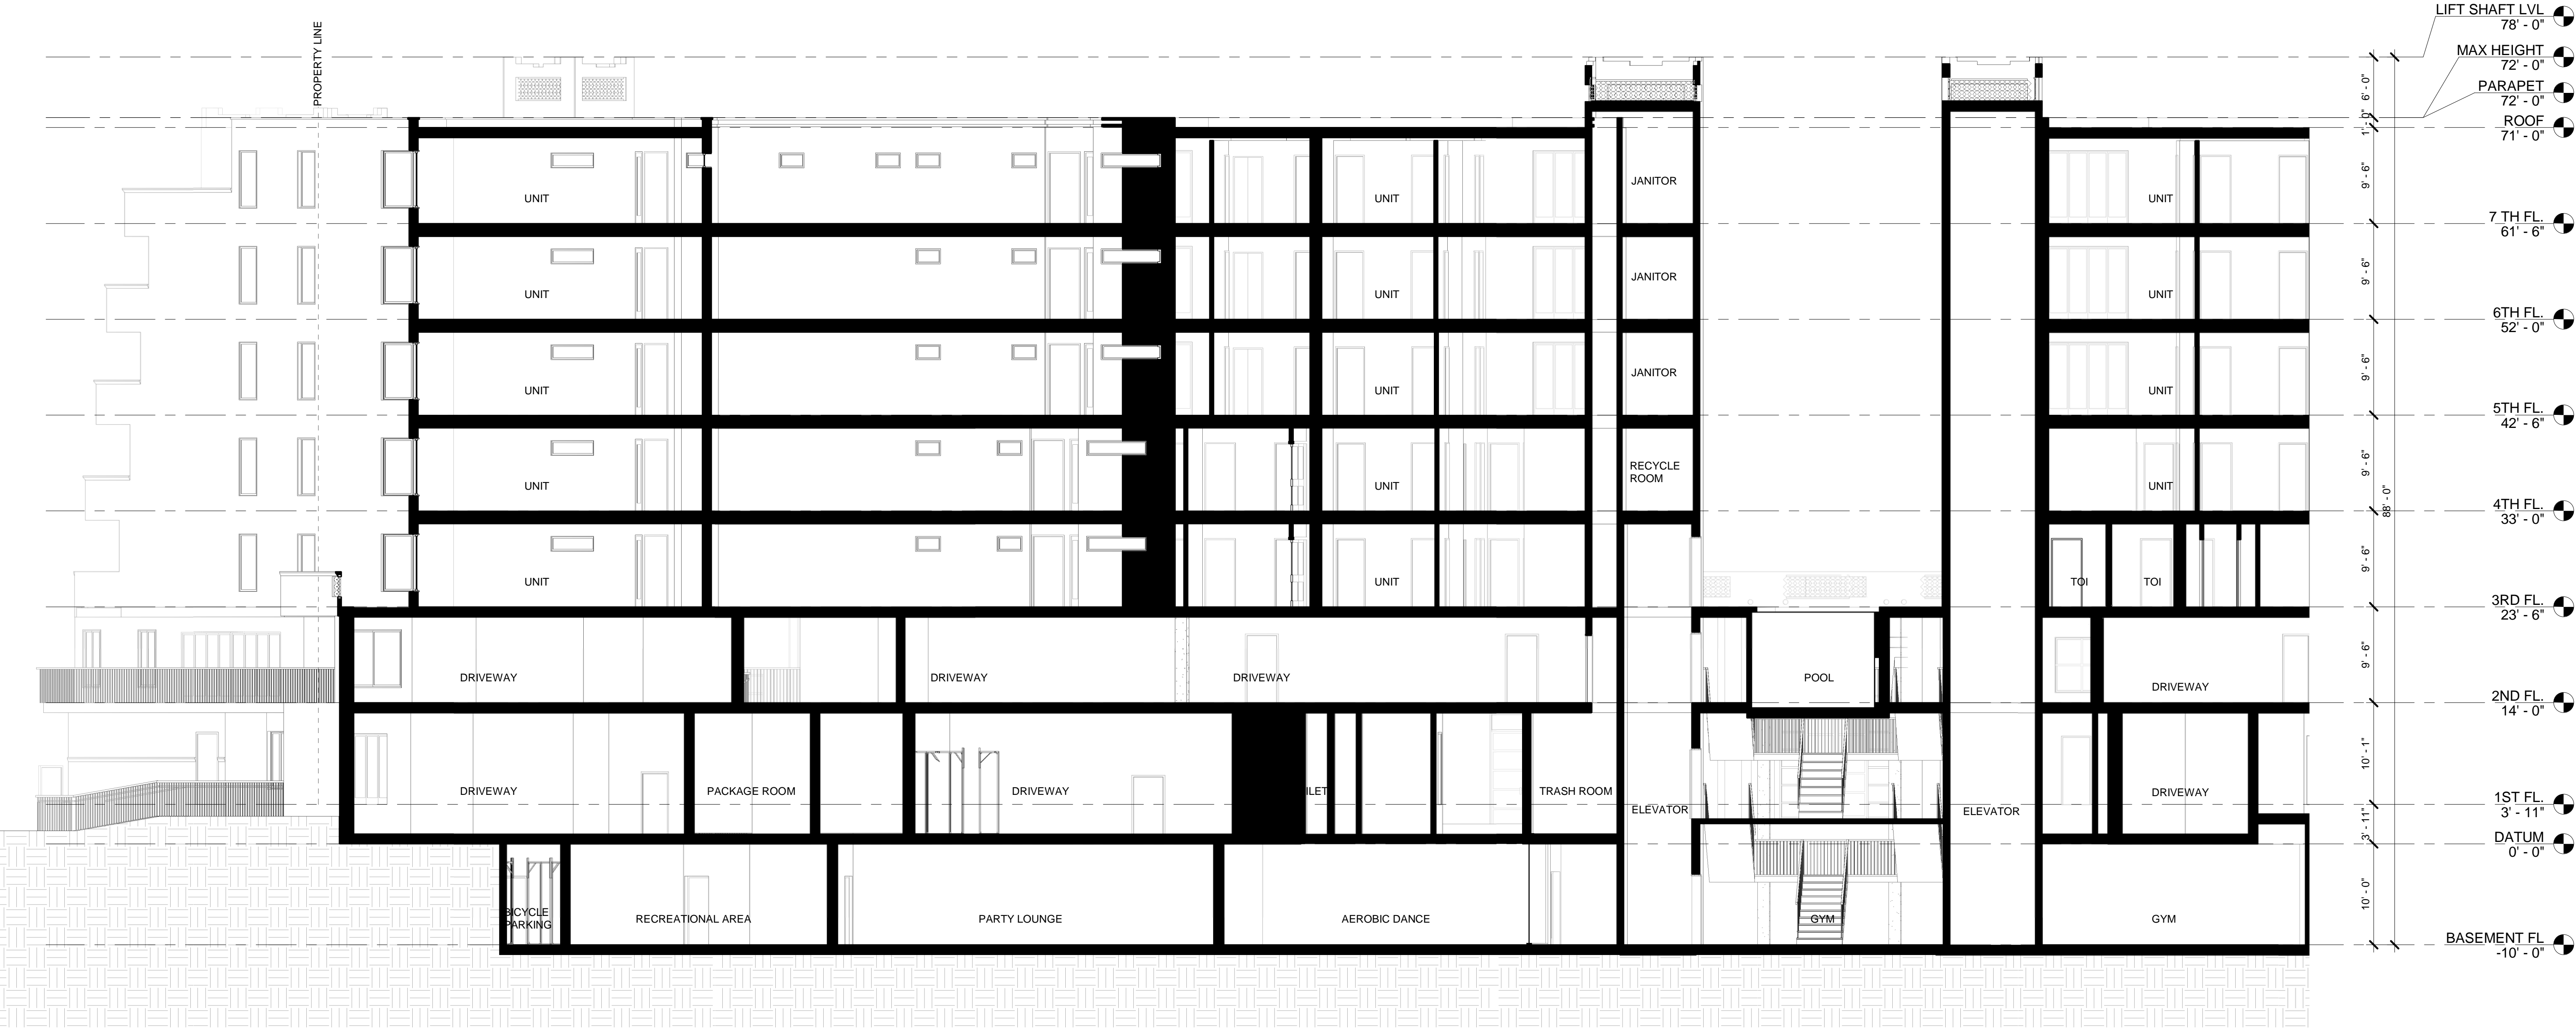 LIFT SHAFT LVL
78' - 0"
PROPERTY LINE
MAX HEIGHT
72' - 0"
PARAPET
72' - 0"
6' - 0"
1' - 0"
ROOF
71' - 0"
9' - 6"
UNIT
UNIT
JANITOR
UNIT
7 TH FL.
61' - 6"
9' - 6"
UNIT
UNIT
JANITOR
UNIT
6TH FL.
52' - 0"
9' - 6"
UNIT
UNIT
JANITOR
UNIT
5TH FL.
42' - 6"
9' - 6"
UNIT
UNIT
RECYCLE
ROOM
UNIT
88' - 0"
4TH FL.
33' - 0"
9' - 6"
UNIT
UNIT
TOI
TOI
3RD FL.
23' - 6"
9' - 6"
DRIVEWAY
DRIVEWAY
DRIVEWAY
POOL
DRIVEWAY
2ND FL.
14' - 0"
10' - 1"
DRIVEWAY
PACKAGE ROOM
DRIVEWAY
ILET
TRASH ROOM
ELEVATOR
ELEVATOR
DRIVEWAY
1ST FL.
3' - 11"
3' - 11"
DATUM
0' - 0"
10' - 0"
BICYCLE
PARKING
RECREATIONAL AREA
PARTY LOUNGE
AEROBIC DANCE
GYM
GYM
BASEMENT FL
-10' - 0"